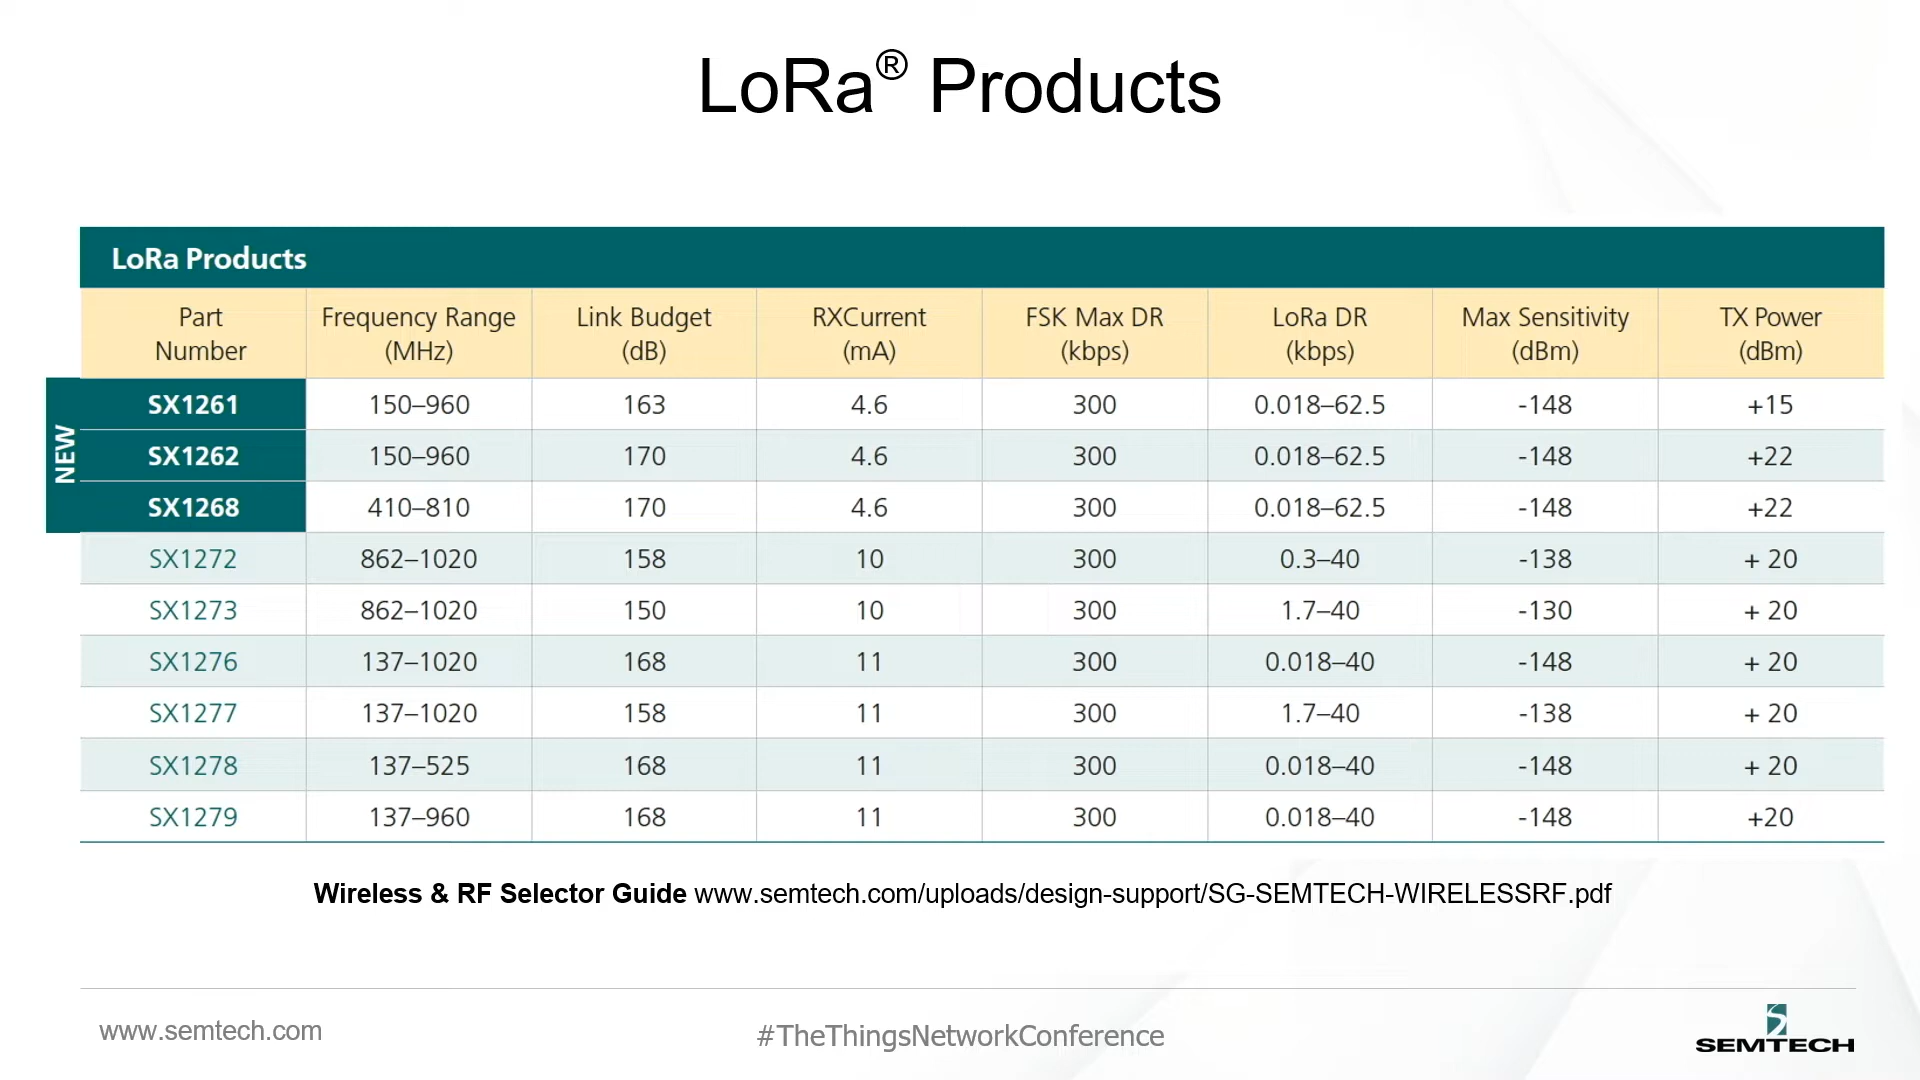 LoRa® Products
LoRa Products
Part Number | Frequency Range (MHz) | Link Budget (dB) | RXCurrent (mA) | FSK Max DR (kbps) | LoRa DR (kbps) | Max Sensitivity (dBm) | TX Power (dBm)
NEW
SX1261 | 150–960 | 163 | 4.6 | 300 | 0.018–62.5 | -148 | +15
SX1262 | 150–960 | 170 | 4.6 | 300 | 0.018–62.5 | -148 | +22
SX1268 | 410–810 | 170 | 4.6 | 300 | 0.018–62.5 | -148 | +22
SX1272 | 862–1020 | 158 | 10 | 300 | 0.3–40 | -138 | + 20
SX1273 | 862–1020 | 150 | 10 | 300 | 1.7–40 | -130 | + 20
SX1276 | 137–1020 | 168 | 11 | 300 | 0.018–40 | -148 | + 20
SX1277 | 137–1020 | 158 | 11 | 300 | 1.7–40 | -138 | + 20
SX1278 | 137–525 | 168 | 11 | 300 | 0.018–40 | -148 | + 20
SX1279 | 137–960 | 168 | 11 | 300 | 0.018–40 | -148 | +20
Wireless & RF Selector Guide www.semtech.com/uploads/design-support/SG-SEMTECH-WIRELESSRF.pdf
www.semtech.com
#TheThingsNetworkConference
SEMTECH